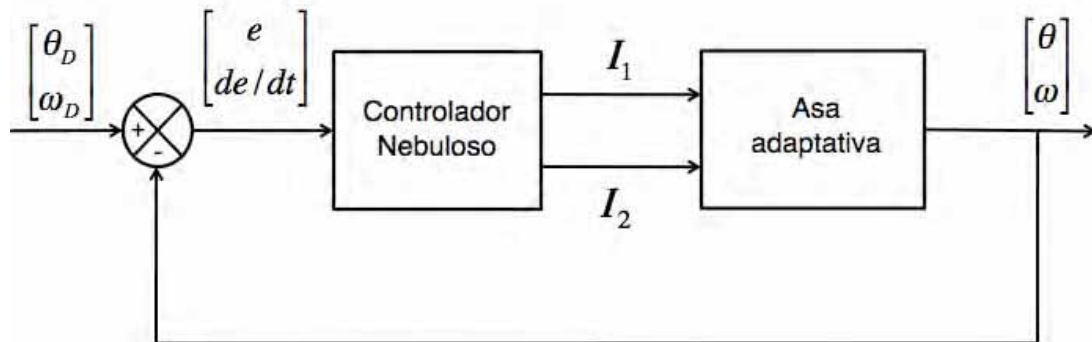 θ_D
ω_D
+
-
e
de/dt
Controlador
Nebuloso
I_1
I_2
Asa
adaptativa
θ
ω